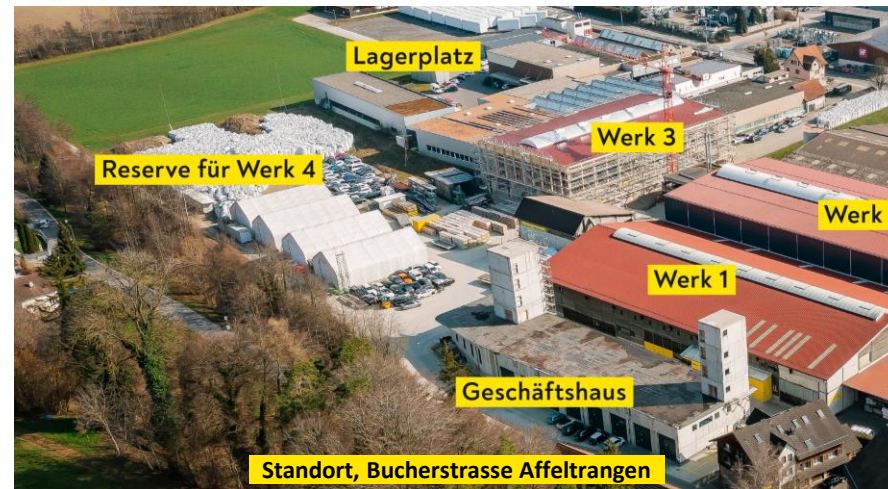 Lagerplatz
Werk 3
Reserve für Werk 4
Werk
Werk 1
Geschäftshaus
Standort, Bucherstrasse Affeltrangen